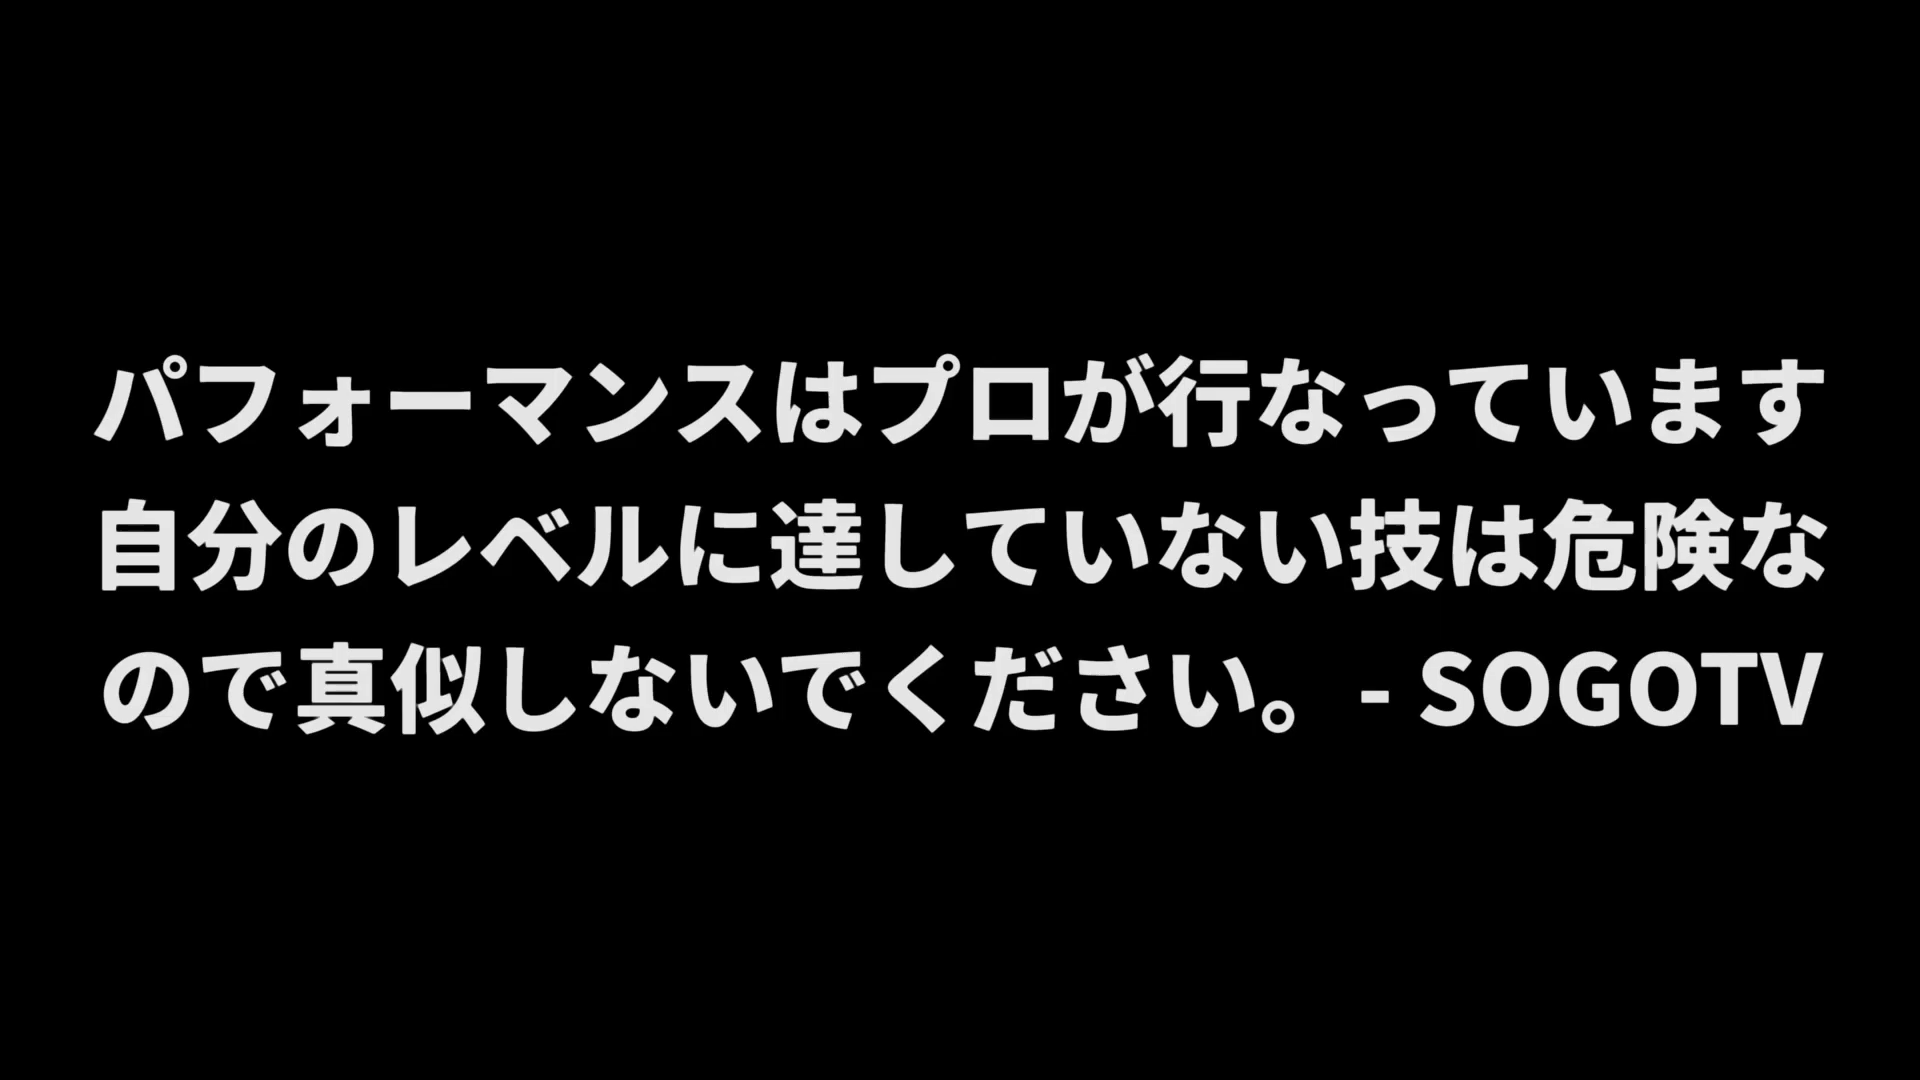 パフォーマンスはプロが行なっています
自分のレベルに達していない技は危険な
ので真似しないでください。- SOGOTV